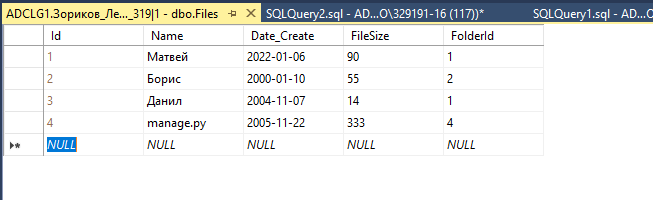 ADCLG1.Зориков_Ле..._319|1 - dbo.Files SQLQuery2.sql - AD...O\329191-16 (117))* SQLQuery1.sql - AD...O
Id Name Date_Create FileSize FolderId
1 Матвей 2022-01-06 90 1
2 Борис 2000-01-10 55 2
3 Данил 2004-11-07 14 1
4 manage.py 2005-11-22 333 4
NULL NULL NULL NULL NULL